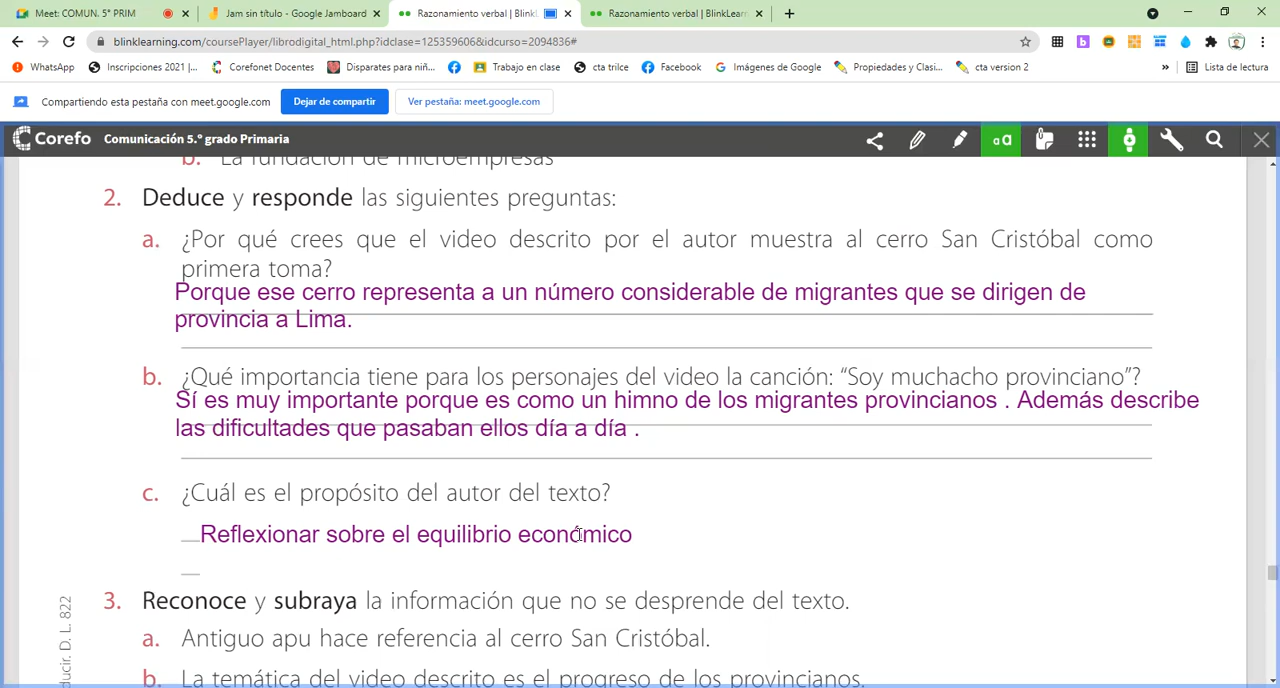 Meet: COMUN. 5° PRIM
Jam sin título - Google Jamboard
Razonamiento verbal | Blinkl
Razonamiento verbal | BlinkLear
blinklearning.com/coursePlayer/librodigital_html.php?idclase=125359606&idcurso=2094836#
WhatsApp
Inscripciones 2021 |...
Corefonet Docentes
Disparates para niñ...
Trabajo en clase
cta trilce
Facebook
Imágenes de Google
Propiedades y Clasi...
cta version 2
»
Lista de lectura
Compartiendo esta pestaña con meet.google.com
Dejar de compartir
Ver pestaña: meet.google.com
Corefo
Comunicación 5.º grado Primaria
aa
b. La fundación de microempresas
2. Deduce y responde las siguientes preguntas:
a. ¿Por qué crees que el video descrito por el autor muestra al cerro San Cristóbal como
primera toma?
Porque ese cerro representa a un número considerable de migrantes que se dirigen de
provincia a Lima.
b. ¿Qué importancia tiene para los personajes del video la canción: “Soy muchacho provinciano”?
Sí es muy importante porque es como un himno de los migrantes provincianos . Además describe
las dificultades que pasaban ellos día a día .
c. ¿Cuál es el propósito del autor del texto?
Reflexionar sobre el equilibrio económico
3. Reconoce y subraya la información que no se desprende del texto.
a. Antiguo apu hace referencia al cerro San Cristóbal.
b. La temática del video descrito es el progreso de los provincianos.
ducir. D. L. 822